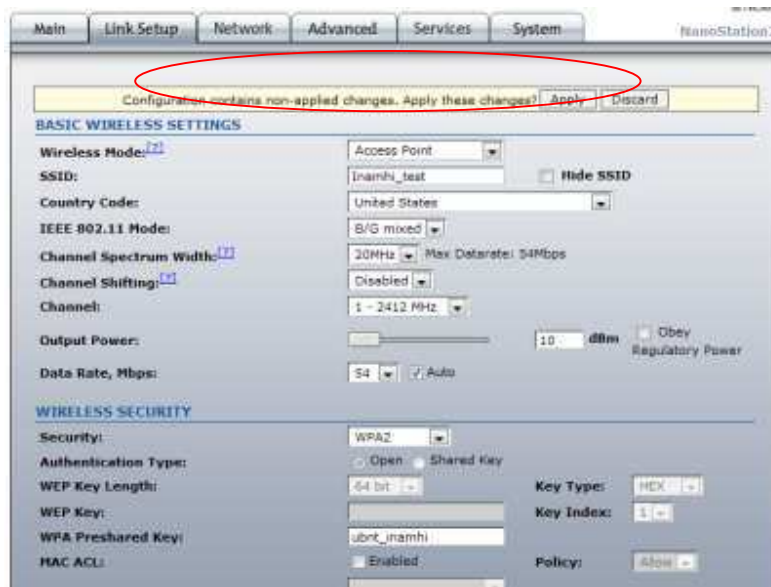 Main Link Setup Network Advanced Services System
NanoStation2
Configuration contains non-applied changes. Apply these changes? Apply Discard
BASIC WIRELESS SETTINGS
Wireless Mode:[?] Access Point
SSID: Inamhi_test Hide SSID
Country Code: United States
IEEE 802.11 Mode: B/G mixed
Channel Spectrum Width:[?] 20MHz Max Datarate: 54Mbps
Channel Shifting:[?] Disabled
Channel: 1 - 2412 MHz
Output Power: 10 dBm Obey
Regulatory Power
Data Rate, Mbps: 54 Auto
WIRELESS SECURITY
Security: WPA2
Authentication Type: Open Shared Key
WEP Key Length: 64 bit Key Type: HEX
WEP Key: Key Index: 1
WPA Preshared Key: ubnt_inamhi
MAC ACL: Enabled Policy: Allow